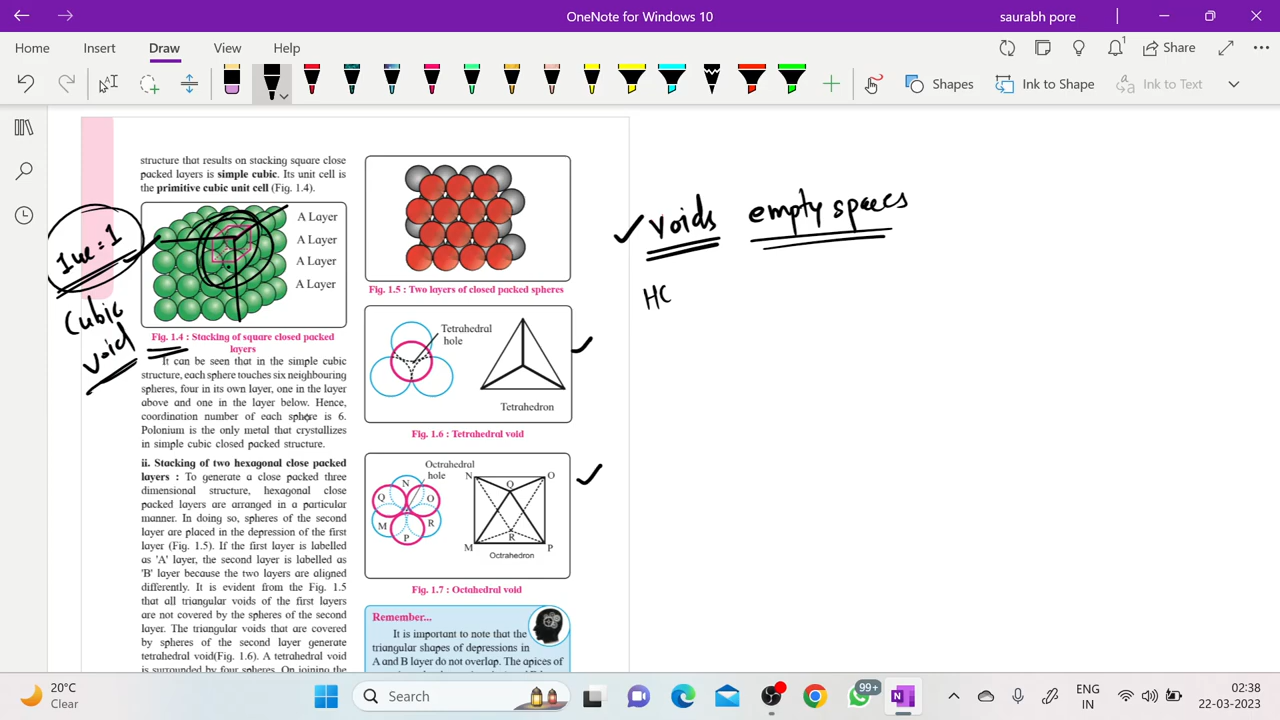 OneNote for Windows 10
saurabh pore
Home Insert Draw View Help
Share
Shapes
Ink to Shape
Ink to Text
structure that results on stacking square close
packed layers is simple cubic. Its unit cell is
the primitive cubic unit cell (Fig. 1.4).
A Layer
A Layer
A Layer
A Layer
1uc = 1
Cubic
void
Fig. 1.4 : Stacking of square closed packed
layers
It can be seen that in the simple cubic
structure, each sphere touches six neighbouring
spheres, four in its own layer, one in the layer
above and one in the layer below. Hence,
coordination number of each sphere is 6.
Polonium is the only metal that crystallizes
in simple cubic closed packed structure.
ii. Stacking of two hexagonal close packed
layers : To generate a close packed three
dimensional structure, hexagonal close
packed layers are arranged in a particular
manner. In doing so, spheres of the second
layer are placed in the depression of the first
layer (Fig. 1.5). If the first layer is labelled
as 'A' layer, the second layer is labelled as
'B' layer because the two layers are aligned
differently. It is evident from the Fig. 1.5
that all triangular voids of the first layers
are not covered by the spheres of the second
layer. The triangular voids that are covered
by spheres of the second layer generate
tetrahedral void(Fig. 1.6). A tetrahedral void
is surrounded by four spheres. On joining the
Fig. 1.5 : Two layers of closed packed spheres
Tetrahedral
hole
Tetrahedron
Fig. 1.6 : Tetrahedral void
Octrahedral
hole
N
Q
O
M
R
P
N
O
Q
R
M
P
Octahedron
Fig. 1.7 : Octahedral void
Remember...
It is important to note that the
triangular shapes of depressions in
A and B layer do not overlap. The apices of
voids empty spaces
HC
20°C
Clear
Search
99+
ENG
IN
02:38
22-03-2023